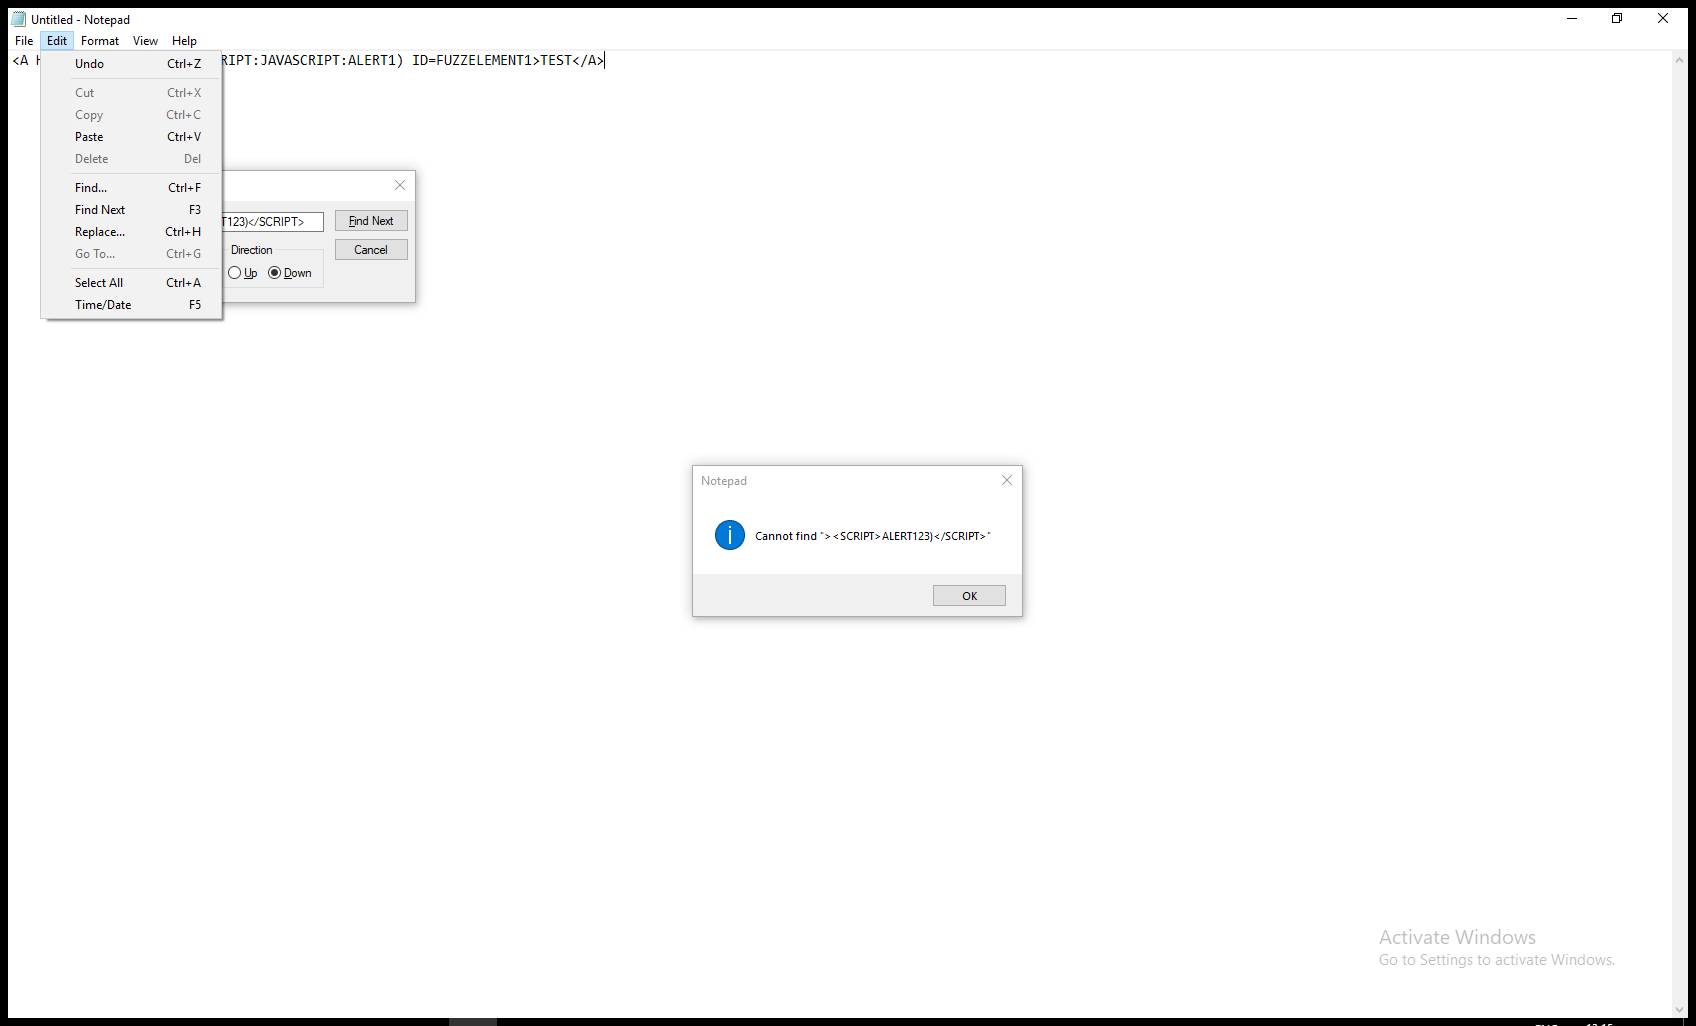 Untitled - Notepad
File Edit Format View Help
<A RIPT:JAVASCRIPT:ALERT1) ID=FUZZELEMENT1>TEST</A>
Undo Ctrl+Z
Cut Ctrl+X
Copy Ctrl+C
Paste Ctrl+V
Delete Del
Find... Ctrl+F
Find Next F3
Replace... Ctrl+H
Go To... Ctrl+G
Select All Ctrl+A
Time/Date F5
T123)</SCRIPT>
Find Next
Direction
Cancel
Up Down
Notepad
Cannot find "><SCRIPT>ALERT123)</SCRIPT>"
OK
Activate Windows
Go to Settings to activate Windows.